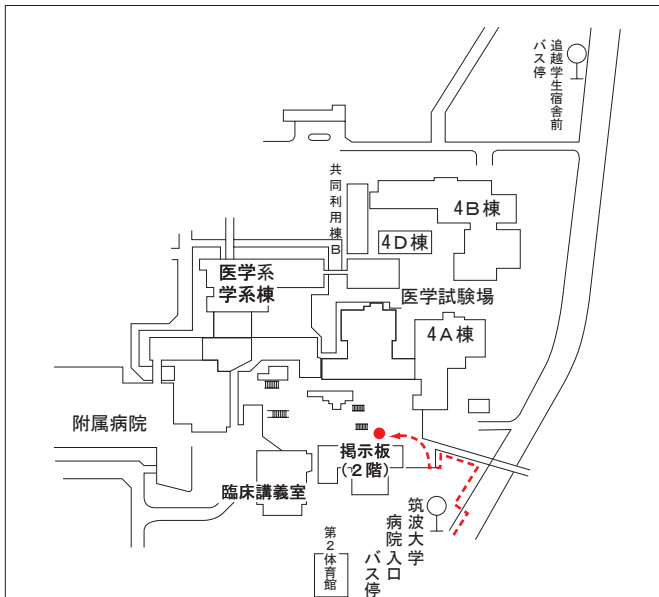 追越学生宿舎前
バス停
共同利用棟B
4B棟
4D棟
医学系
学系棟
医学試験場
4A棟
附属病院
掲示板
(2階)
臨床講義室
筑波大学
病院入口
バス停
第2体育館